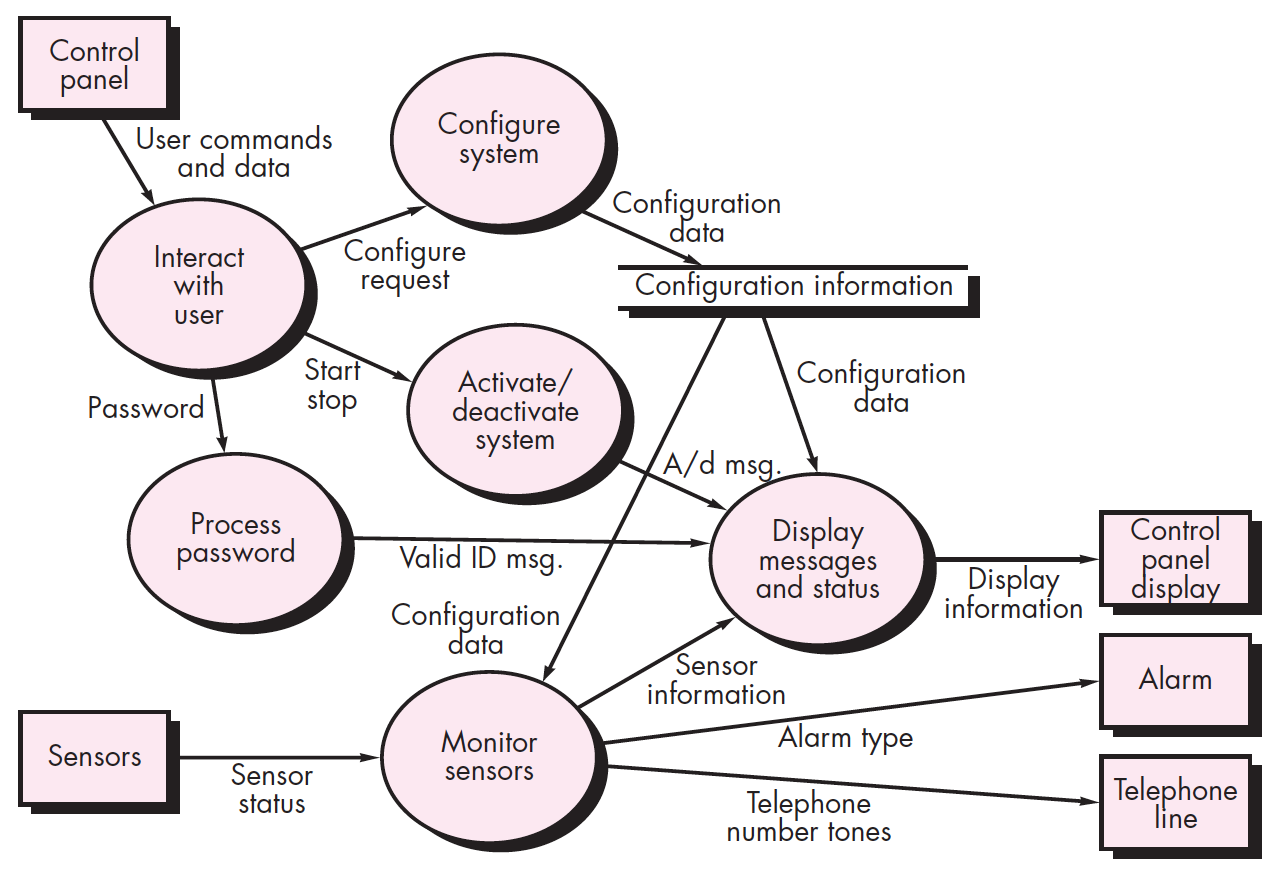 Control
panel
User commands
and data
Configure
system
Interact
with
user
Configure
request
Configuration
data
Configuration information
Start
stop
Password
Activate/
deactivate
system
Configuration
data
A/d msg.
Process
password
Valid ID msg.
Display
messages
and status
Display
information
Control
panel
display
Configuration
data
Sensor
information
Alarm
Sensors
Sensor
status
Monitor
sensors
Alarm type
Telephone
number tones
Telephone
line